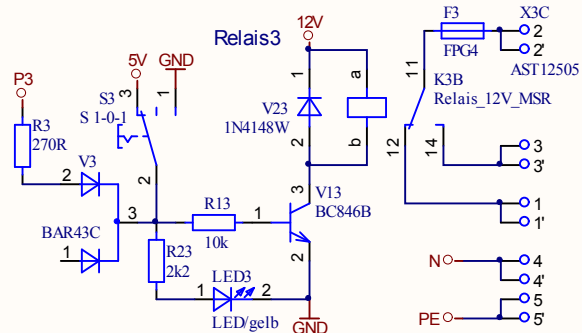 Relais3
12V
F3
X3C
FPG4
2
2'
AST12505
5V
GND
P3
S3
S 1-0-1
3
1
2
R3
270R
V3
2
BAR43C
1
3
R13
10k
R23
2k2
LED3
1
2
LED/gelb
1
V23
1N4148W
2
a
b
3
V13
BC846B
1
2
GND
11
K3B
Relais_12V_MSR
12
14
3
3'
1
1'
N
4
4'
PE
5
5'